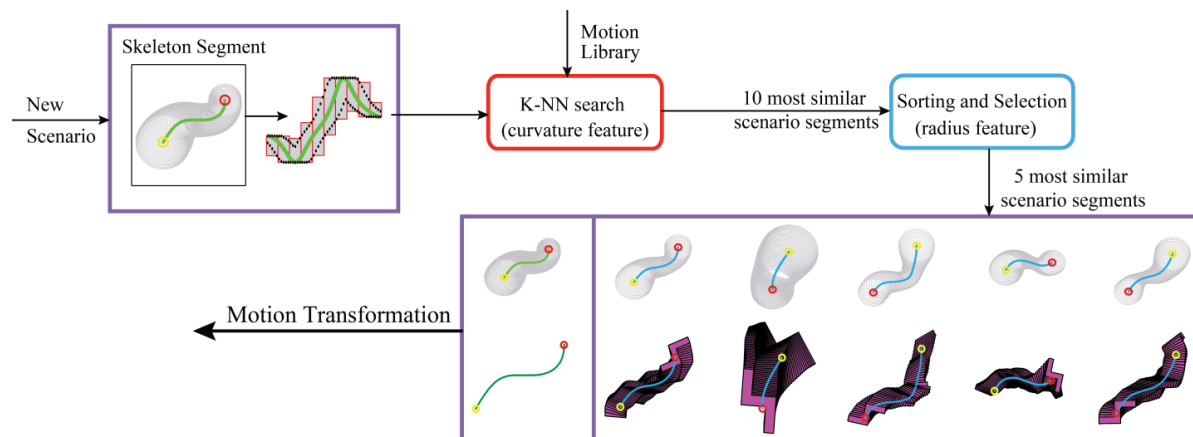 Skeleton Segment
New
Scenario
Motion
Library
K-NN search
(curvature feature)
10 most similar
scenario segments
Sorting and Selection
(radius feature)
5 most similar
scenario segments
Motion Transformation